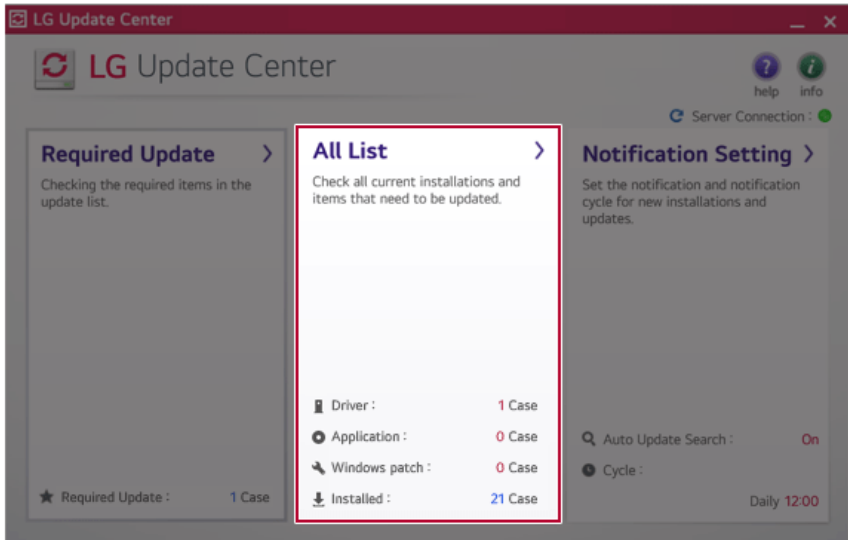 LG Update Center
LG Update Center
help
info
Server Connection :
Required Update
Checking the required items in the
update list.
Required Update : 1 Case
All List
Check all current installations and
items that need to be updated.
Driver : 1 Case
Application : 0 Case
Windows patch : 0 Case
Installed : 21 Case
Notification Setting
Set the notification and notification
cycle for new installations and
updates.
Auto Update Search : On
Cycle :
Daily 12:00